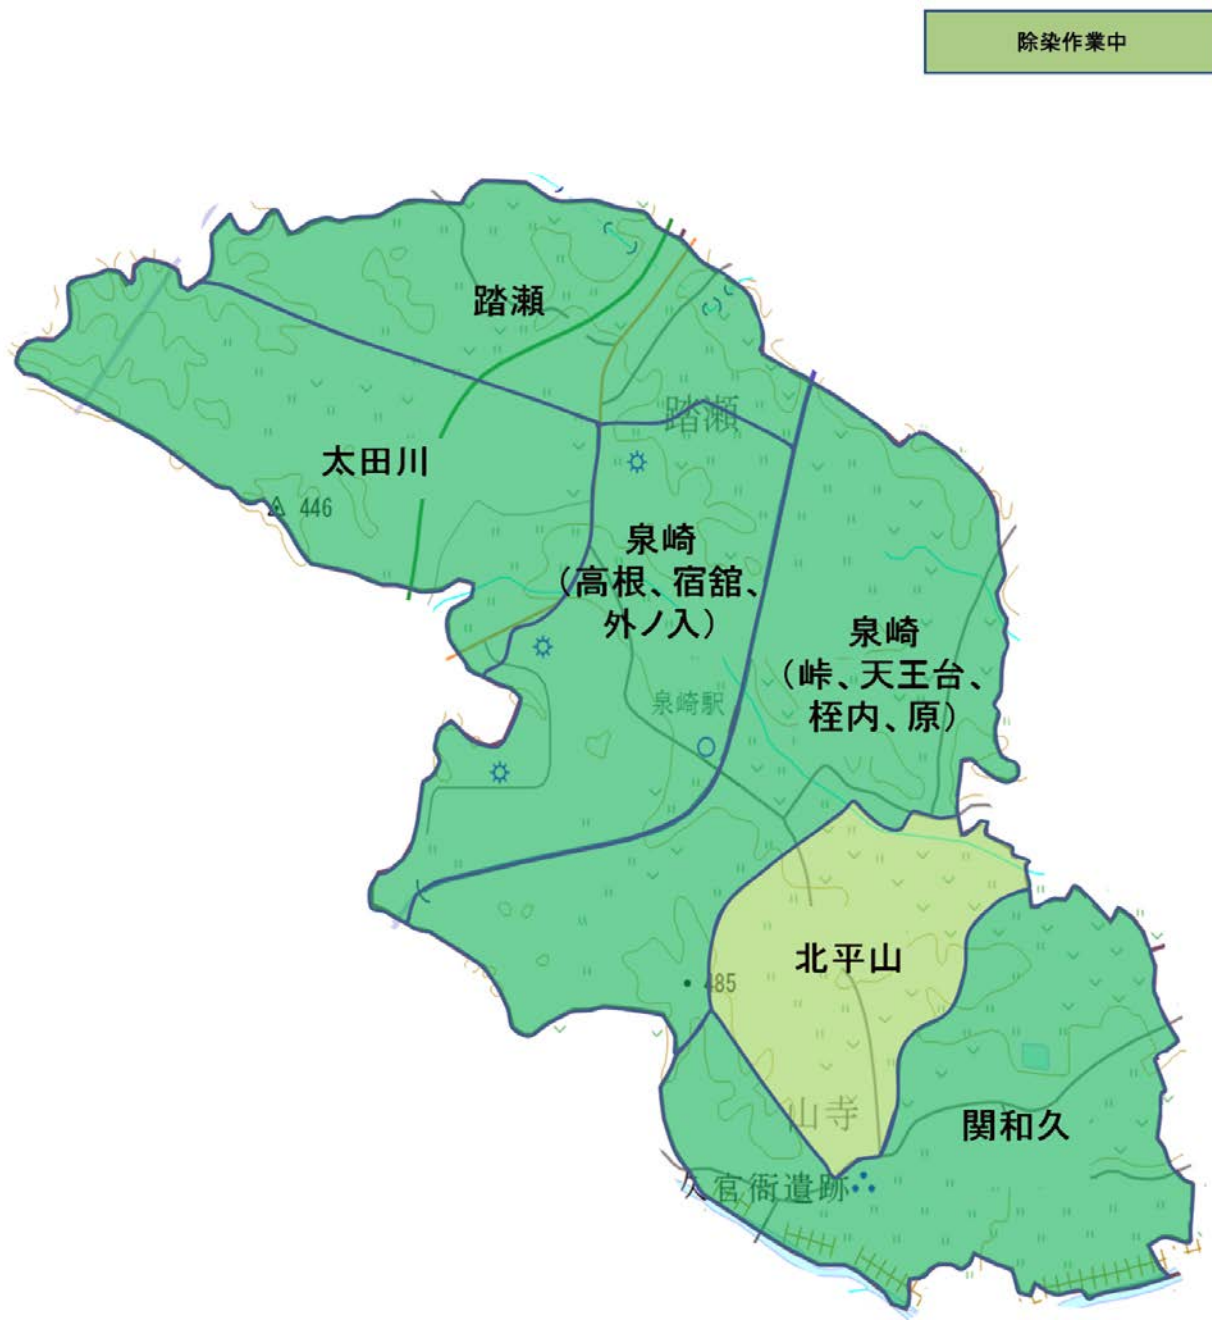 除染作業中
踏瀬
踏瀬
太田川
446
泉崎
（高根、宿舘、
外ノ入）
泉崎
（峠、天王台、
桎内、原）
泉崎駅
北平山
485
山寺
関和久
久官衙遺跡